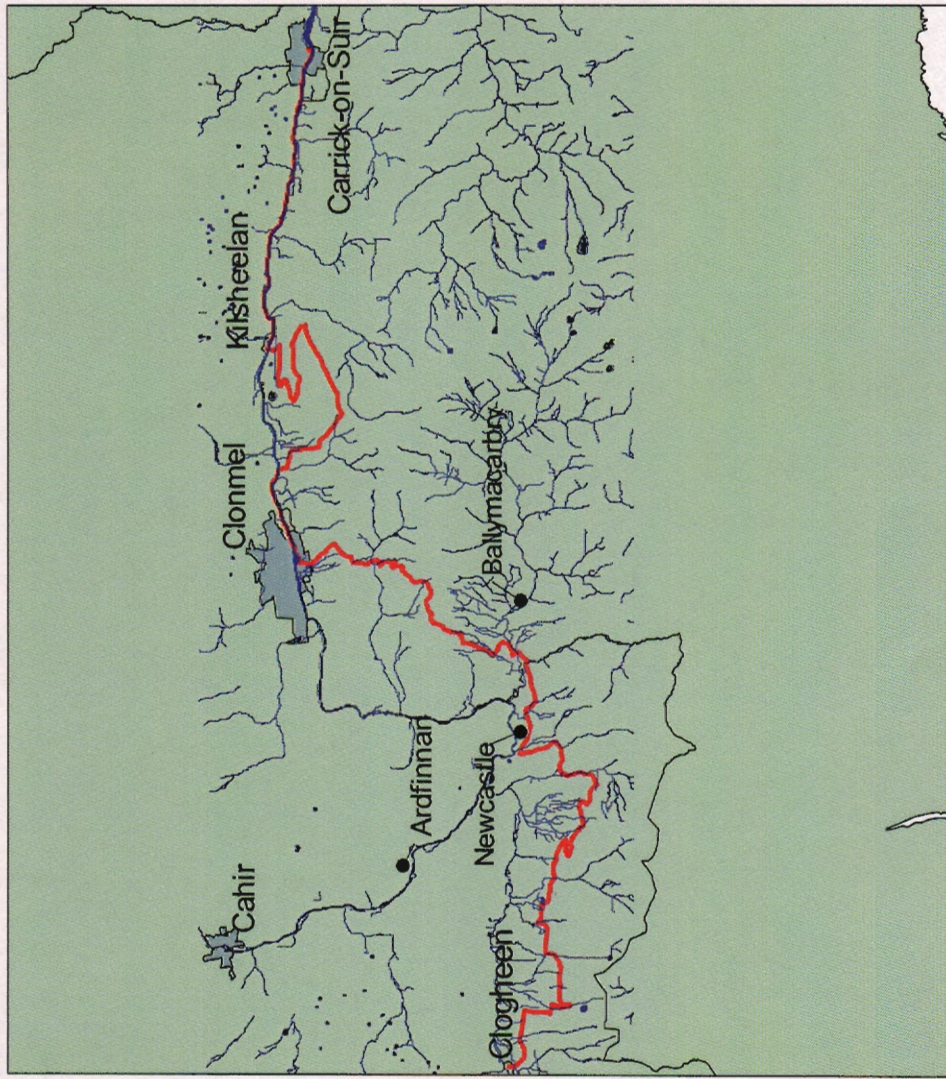 Carrick-on-Suir
Kilsheelan
Clonmel
Ballymacarbry
Ardfinnan
Newcastle
Cahir
Clogheen